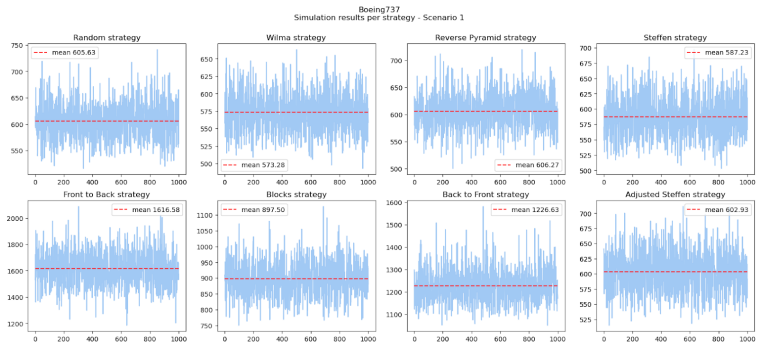 Boeing737
Simulation results per strategy - Scenario 1
Random strategy
Wilma strategy
Reverse Pyramid strategy
Steffen strategy
750
700
650
600
550
mean 605.63
0 200 400 600 800 1000
650
625
600
575
550
525
500
mean 573.28
0 200 400 600 800 1000
700
650
600
550
500
mean 606.27
0 200 400 600 800 1000
700
675
650
625
600
575
550
525
500
mean 587.23
0 200 400 600 800 1000
Front to Back strategy
Blocks strategy
Back to Front strategy
Adjusted Steffen strategy
2000
1800
1600
1400
1200
mean 1616.58
0 200 400 600 800 1000
1100
1050
1000
950
900
850
800
750
mean 897.50
0 200 400 600 800 1000
1600
1500
1400
1300
1200
1100
mean 1226.63
0 200 400 600 800 1000
700
675
650
625
600
575
550
525
mean 602.93
0 200 400 600 800 1000